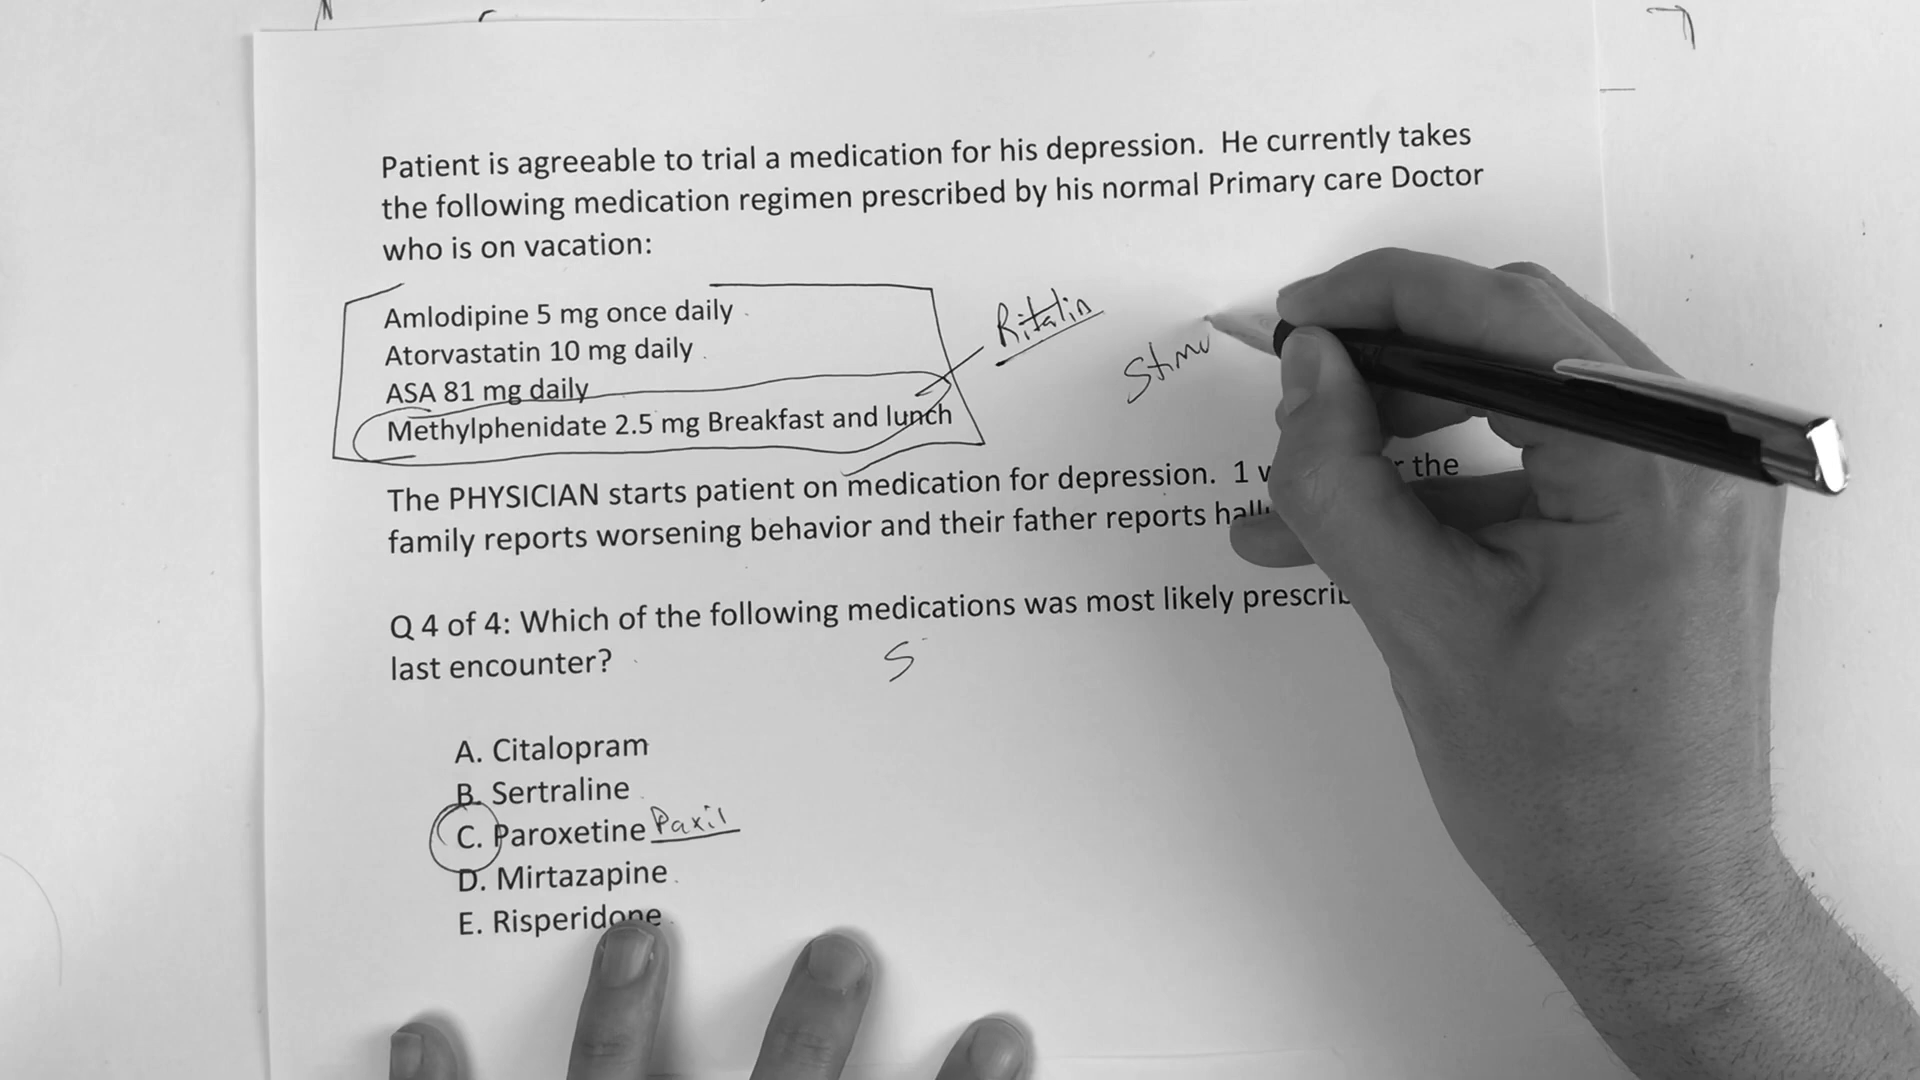 Patient is agreeable to trial a medication for his depression. He currently takes
the following medication regimen prescribed by his normal Primary care Doctor
who is on vacation:
Amlodipine 5 mg once daily
Atorvastatin 10 mg daily
ASA 81 mg daily
Methylphenidate 2.5 mg Breakfast and lunch
Ritalin
Stimu
The PHYSICIAN starts patient on medication for depression. 1 the
family reports worsening behavior and their father reports
Q 4 of 4: Which of the following medications was most likely
last encounter?
S
A. Citalopram
B. Sertraline
C. Paroxetine Paxil
D. Mirtazapine
E. Risperidone